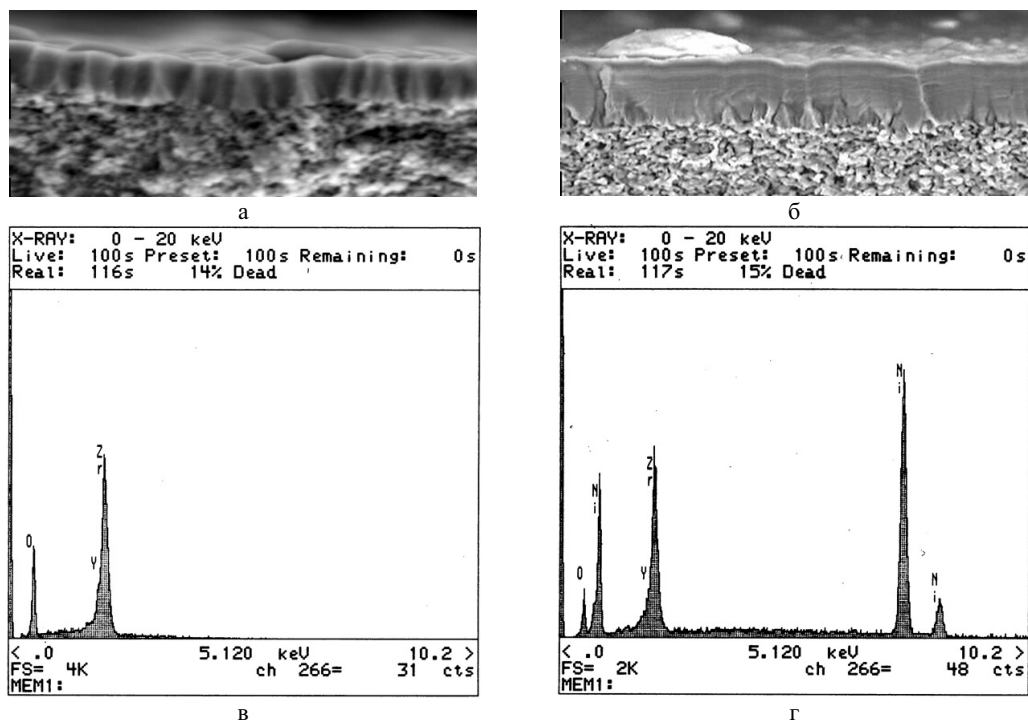 а
б
X-RAY: 0 - 20 keV
Live: 100s Preset: 100s Remaining: 0s
Real: 116s 14% Dead
Zr
O
Y
< .0 5.120 keV 10.2 >
FS= 4K ch 266= 31 cts
MEM1:
в
X-RAY: 0 - 20 keV
Live: 100s Preset: 100s Remaining: 0s
Real: 117s 15% Dead
Ni
Zr
Ni
O
Y
Ni
< .0 5.120 keV 10.2 >
FS= 2K ch 266= 48 cts
MEM1:
г